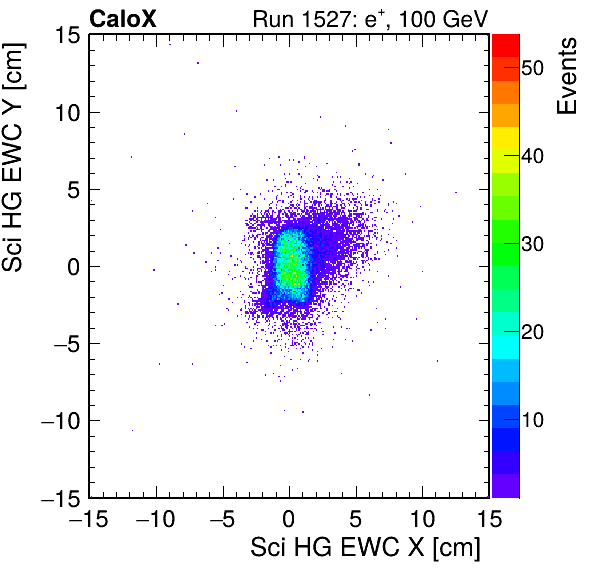 CaloX Run 1527: e⁺, 100 GeV
Sci HG EWC Y [cm]
15
10
5
0
−5
−10
−15
−15 −10 −5 0 5 10 15
Sci HG EWC X [cm]
Events
50
40
30
20
10